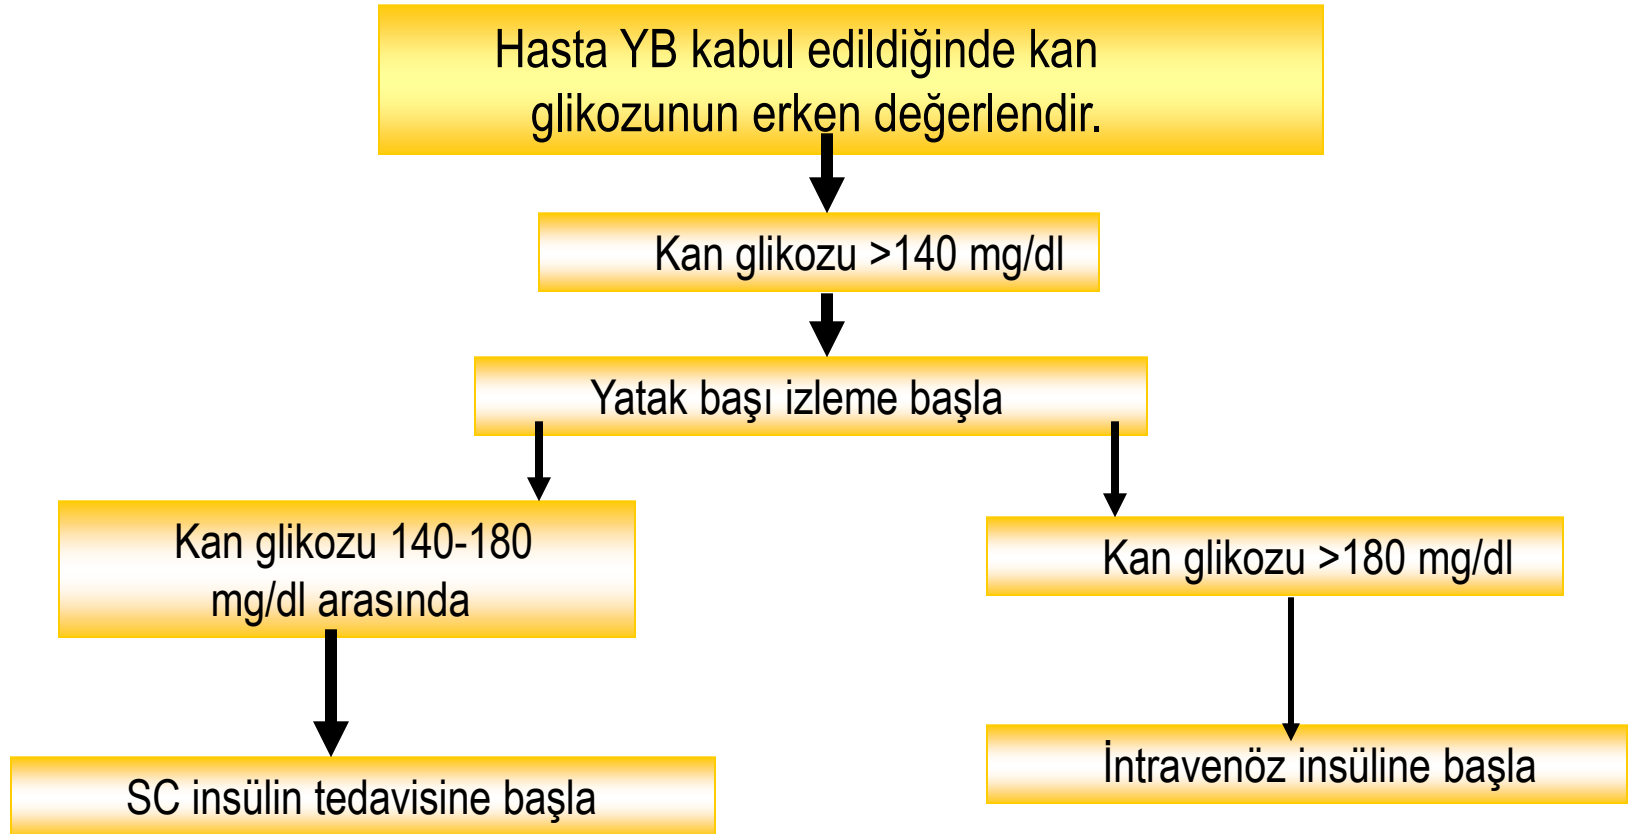 Hasta YB kabul edildiğinde kan
glikozunun erken değerlendir.
Kan glikozu >140 mg/dl
Yatak başı izleme başla
Kan glikozu 140-180
mg/dl arasında
Kan glikozu >180 mg/dl
SC insülin tedavisine başla
İntravenöz insüline başla